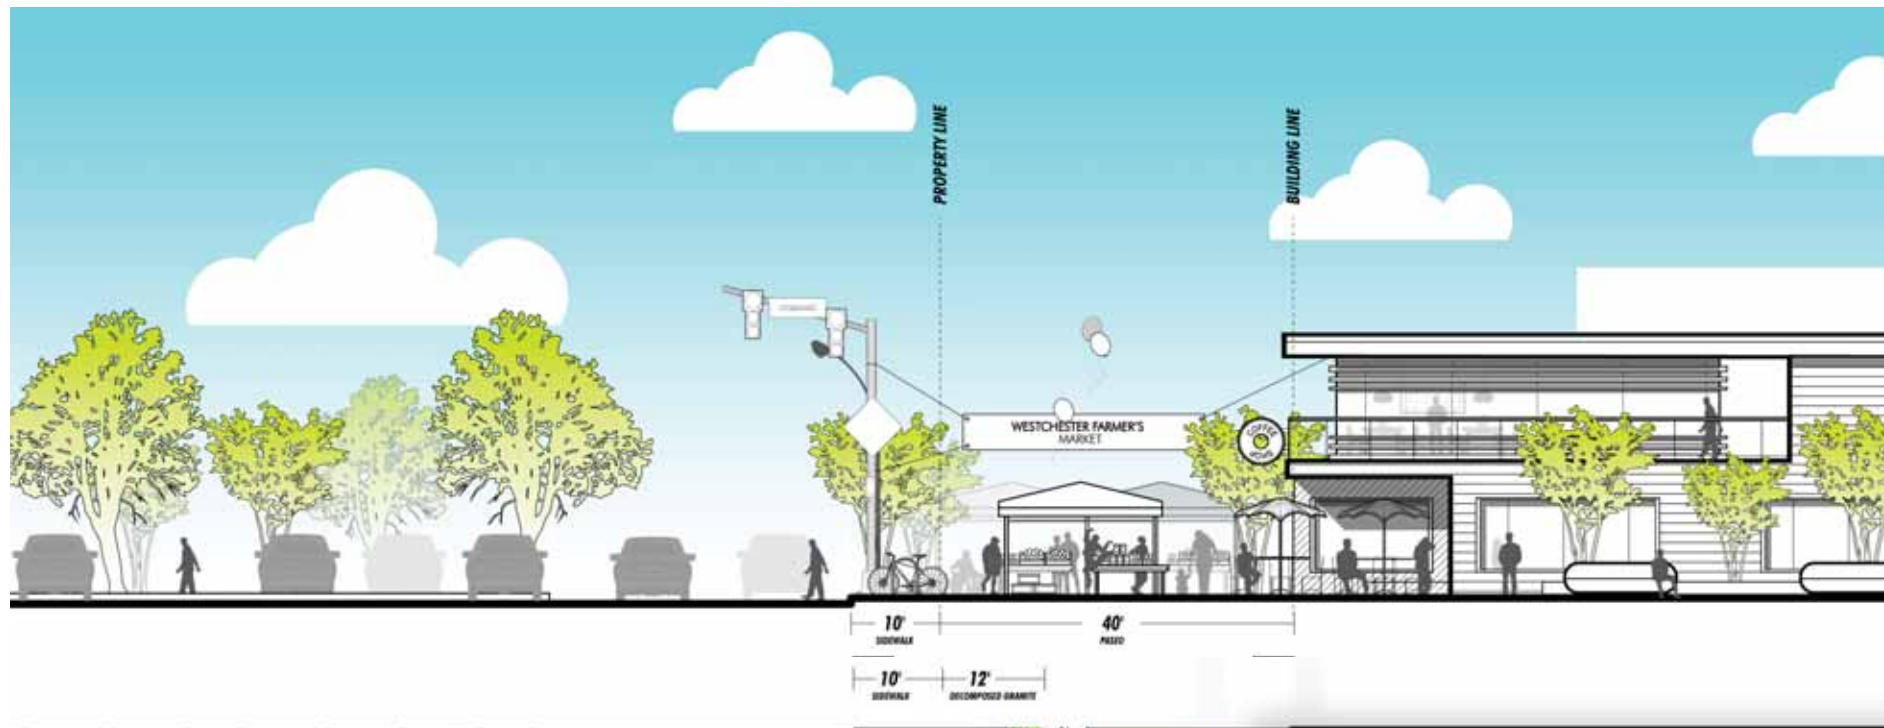 PROPERTY LINE
BUILDING LINE
WESTCHESTER FARMER'S
MARKET
COFFEE
10'
SIDEWALK
40'
PASEO
10'
SIDEWALK
12'
DECOMPOSED GRANITE